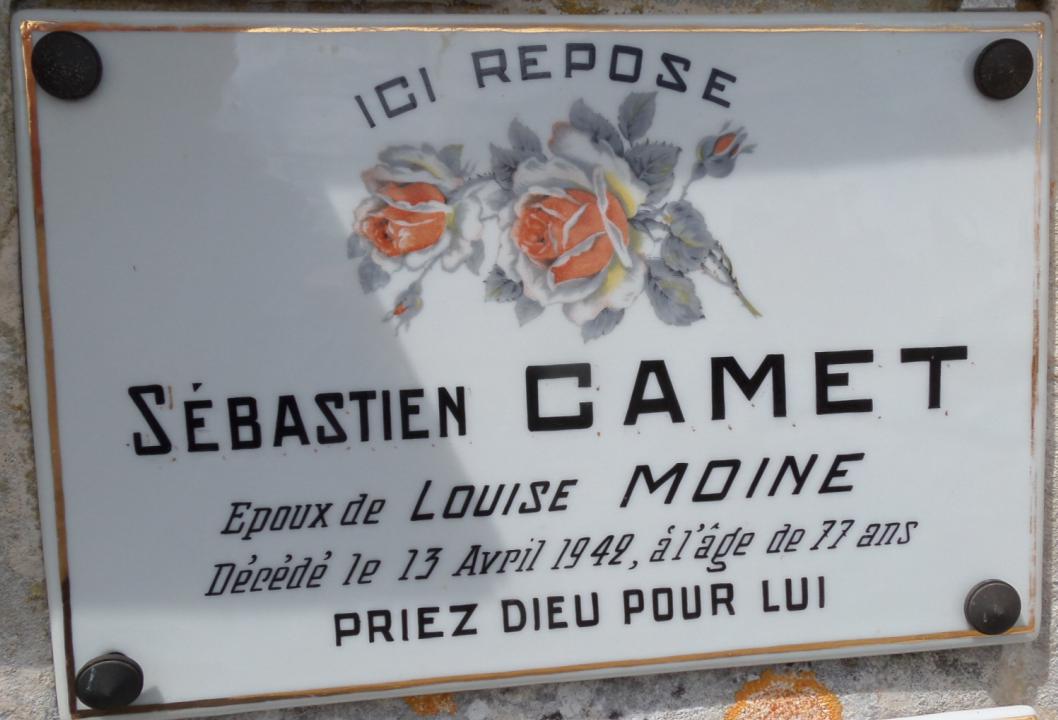 ICI REPOSE
SÉBASTIEN CAMET
Epoux de LOUISE MOINE
Décédé le 13 Avril 1942, á l'âge de 77 ans
PRIEZ DIEU POUR LUI